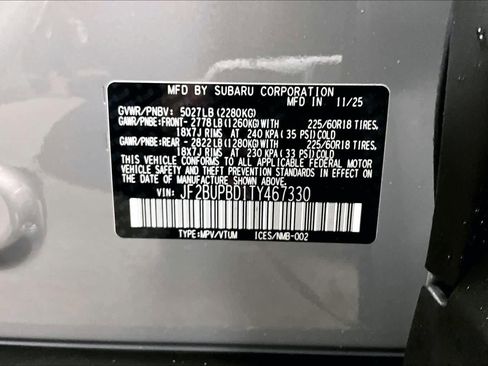 MFD BY SUBARU CORPORATION
IN 11/25
GVWR/PNBV: 5027LB(2280KG)
GAWR/PNBE:FRONT- 2778LB(1260KG)WITH 225/60R18 TIRES,
18X7J RIMS AT 240 KPA(35 PSI)COLD
GAWR/PNBE:REAR - 2822LB(1280KG)WITH 225/60R18 TIRES,
18X7J RIMS AT 230 KPA(33 PSI)COLD
THIS VEHICLE CONFORMS TO ALL APPLICABLE FEDERAL MOTOR
VEHICLE SAFETY AND THEFT PREVENTION STANDARDS IN EFFECT
ON THE DATE OF MANUFACTURE SHOWN ABOVE.
VIN: JF2BUPBD1TY467330
TYPE:MPV/VTUM ICES/NMB-002